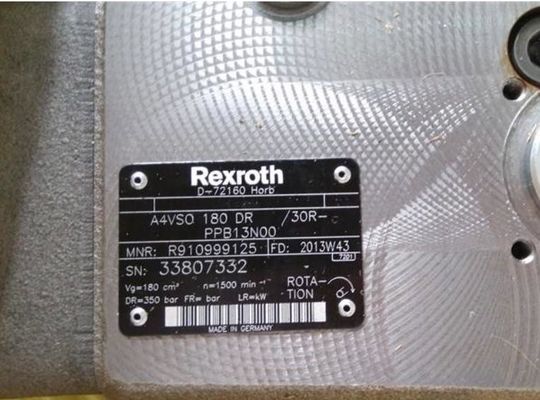 Rexroth
D-72160 Horb
A4VSO 180 DR /30R-
PPB13N00
MNR: R910999125 FD: 2013W43
7201
SN: 33807332
Vg=180 cm³ n=1500 min⁻¹ ROTA-
DR=350 bar FR= bar LR=kW TION
MADE IN GERMANY